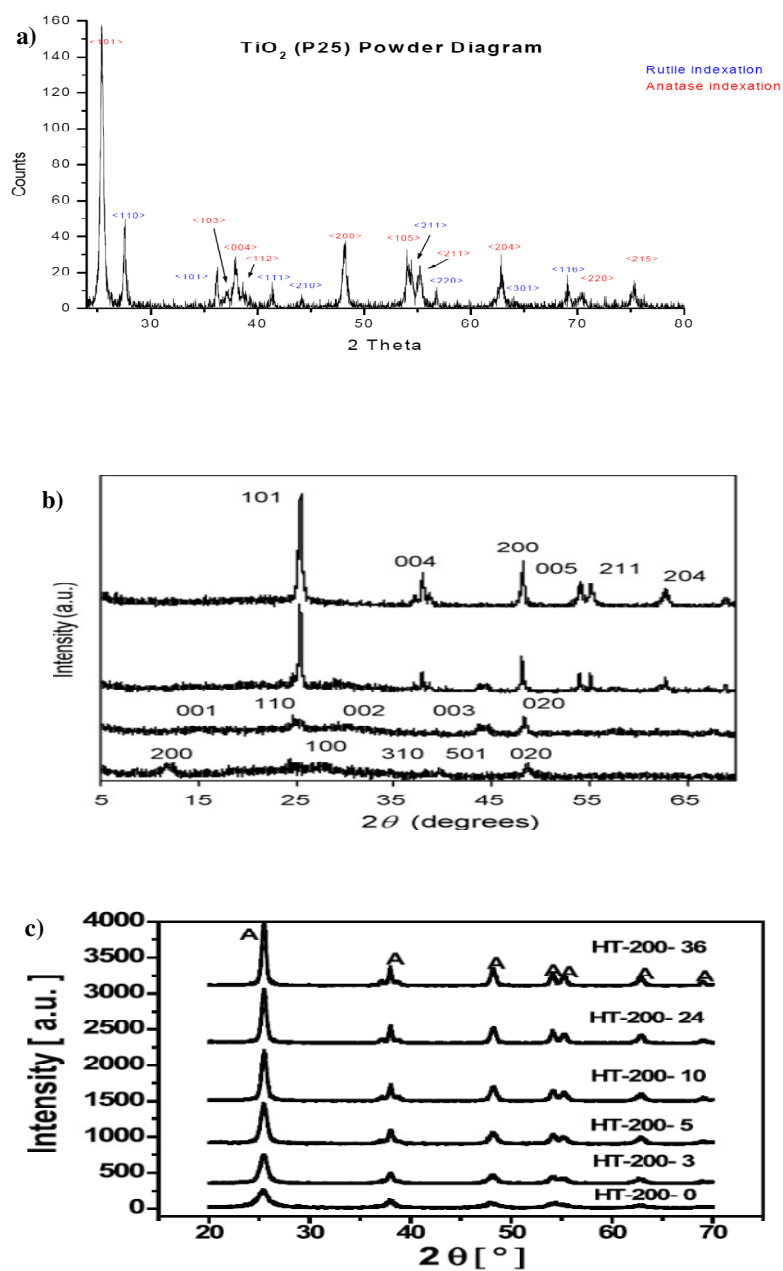 a)
TiO2 (P25) Powder Diagram
Rutile indexation
Anatase indexation
Counts
160
140
120
100
80
60
40
20
0
<101>
<110>
<103>
<004>
<112>
<101>
<111>
<210>
<200>
<105>
<211>
<211>
<220>
<204>
<301>
<116>
<220>
<215>
30 40 50 60 70 80
2 Theta
b)
Intensity (a.u.)
101
004 200 005 211 204
110 001 002 003 020
200 100 310 501 020
5 15 25 35 45 55 65
2θ (degrees)
c)
Intensity [ a.u.]
4000
3500
3000
2500
2000
1500
1000
500
0
A A A A A A A
HT-200- 36
HT-200- 24
HT-200- 10
HT-200- 5
HT-200- 3
HT-200- 0
20 30 40 50 60 70
2 θ [ ° ]